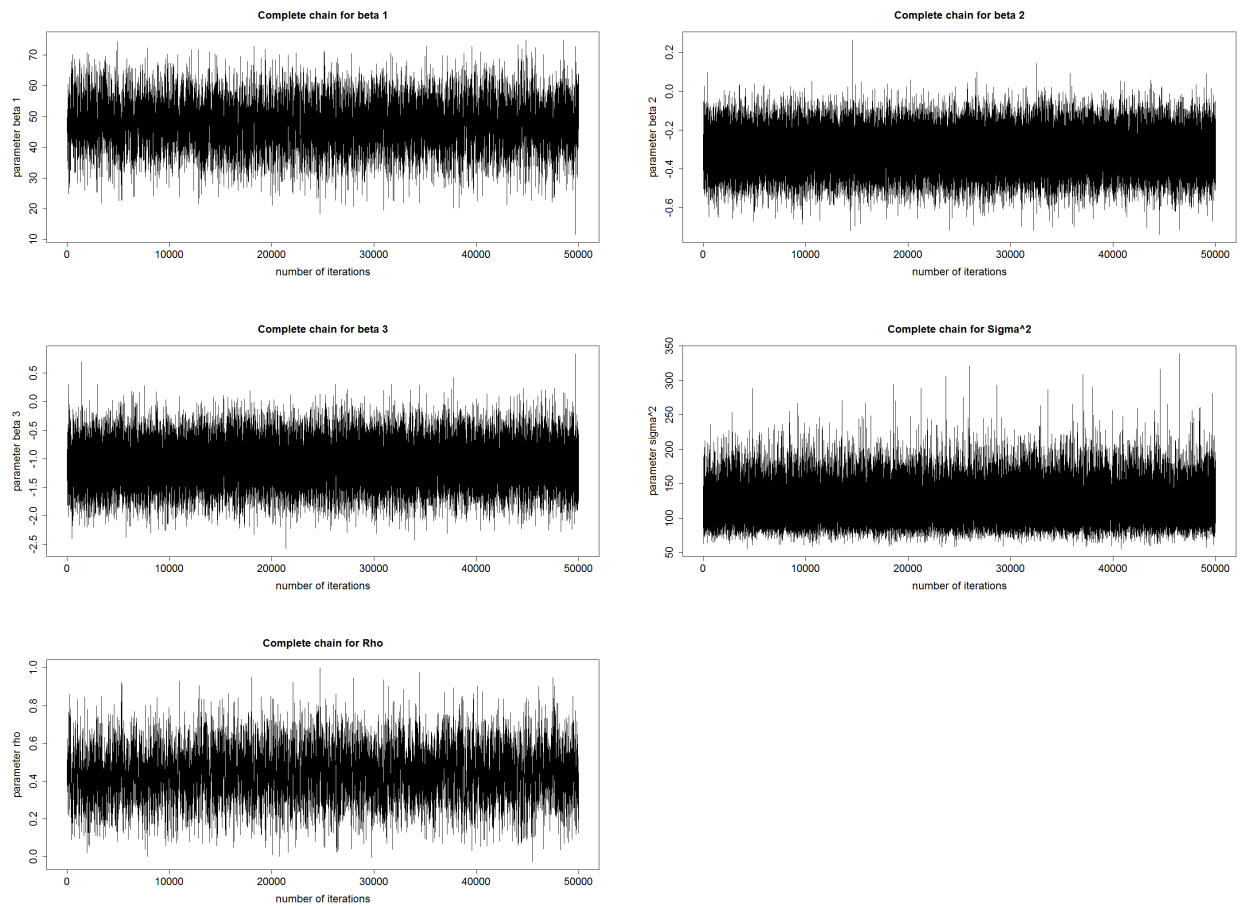 Complete chain for beta 1
parameter beta 1
70
60
50
40
30
20
10
0 10000 20000 30000 40000 50000
number of iterations
Complete chain for beta 2
parameter beta 2
0.2
0.0
-0.2
-0.4
-0.6
0 10000 20000 30000 40000 50000
number of iterations
Complete chain for beta 3
parameter beta 3
0.5
0.0
-0.5
-1.0
-1.5
-2.0
-2.5
0 10000 20000 30000 40000 50000
number of iterations
Complete chain for Sigma^2
parameter sigma^2
350
300
250
200
150
100
50
0 10000 20000 30000 40000 50000
number of iterations
Complete chain for Rho
parameter rho
1.0
0.8
0.6
0.4
0.2
0.0
0 10000 20000 30000 40000 50000
number of iterations